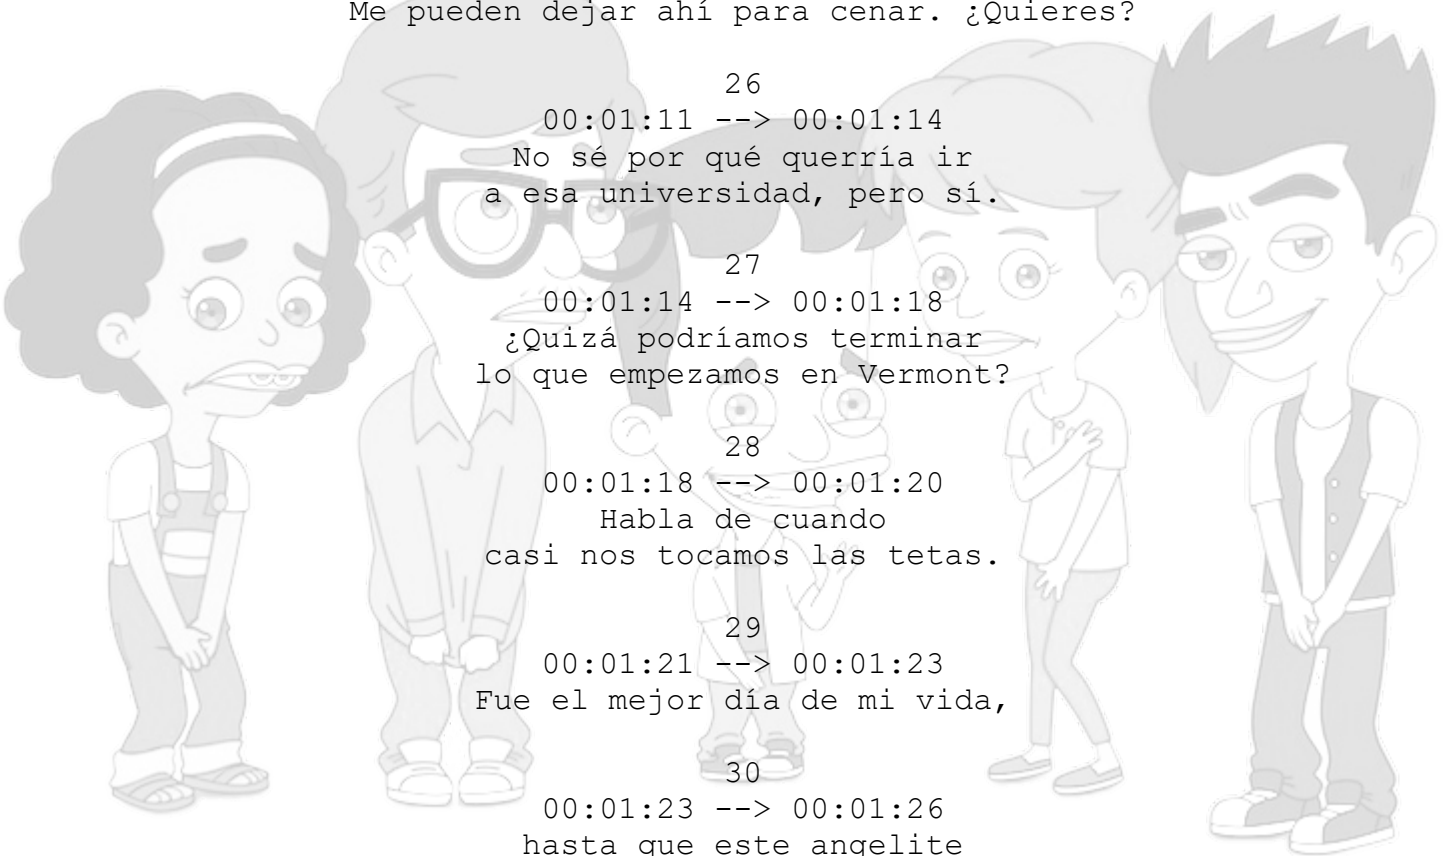 Me pueden dejar ahí para cenar. ¿Quieres?
26
00:01:11 --> 00:01:14
No sé por qué querría ir
a esa universidad, pero sí.
27
00:01:14 --> 00:01:18
¿Quizá podríamos terminar
lo que empezamos en Vermont?
28
00:01:18 --> 00:01:20
Habla de cuando
casi nos tocamos las tetas.
29
00:01:21 --> 00:01:23
Fue el mejor día de mi vida,
30
00:01:23 --> 00:01:26
hasta que este angelite